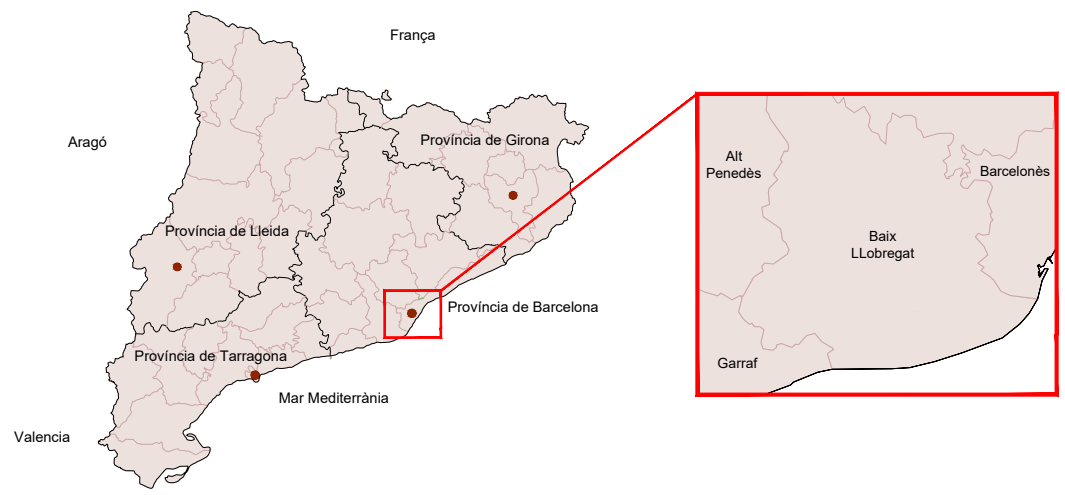 França
Aragó
Província de Girona
Província de Lleida
Província de Barcelona
Província de Tarragona
Mar Mediterrània
Valencia
Alt
Penedès
Barcelonès
Baix
LLobregat
Garraf